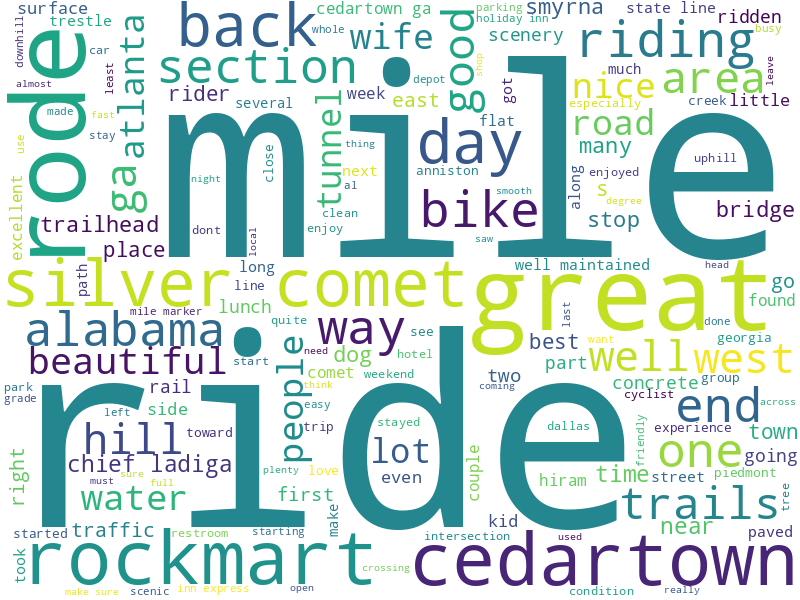 surface
trestle
downhill
car
almost
least
made
stay
fast
use
rode
excellent
ga
atlanta
back
section
rider
several
week
whole
cedartown ga
wife
east
tunnel
good
got
depot
shop
parking
holiday inn
scenery
smyrna
state line
ridden
busy
riding
nice
area
leave
much
especially
creek
little
road
many
flat
day
anniston
thing
next
al
clean
enjoy
close
night
dont
local
mile
bike
smooth
saw
along
enjoyed
s
degree
stop
uphill
bridge
trailhead
place
path
long
line
silver comet
great
well maintained
head
go
found
mile marker
lunch
quite
alabama
start
way
see
need
dog
hotel
comet
think
weekend
beautiful
people
last
best
part
two
coming
well
want
done
georgia
west
concrete
group
cyclist
across
park
grade
rail
side
left
hill
toward
right
chief ladiga
must
sure
full
water
easy
trip
stayed
lot
even
couple
ride
plenty
love
first
make
kid
experience
dallas
friendly
end
one
town
going
hiram
time
street
piedmont
tree
trails
near
paved
started
traffic
restroom
starting
took
rockmart
crossing
intersection
used
cedartown
make sure
scenic
inn express
open
condition
really